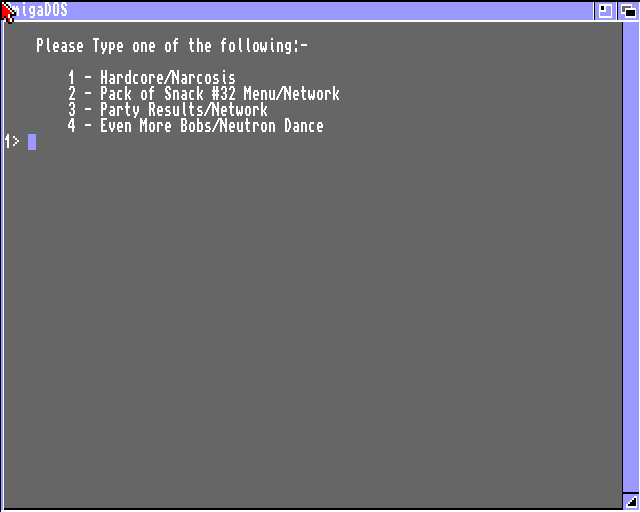 migaDOS
Please Type one of the following:-
1 - Hardcore/Narcosis
2 - Pack of Snack #32 Menu/Network
3 - Party Results/Network
4 - Even More Bobs/Neutron Dance
1>